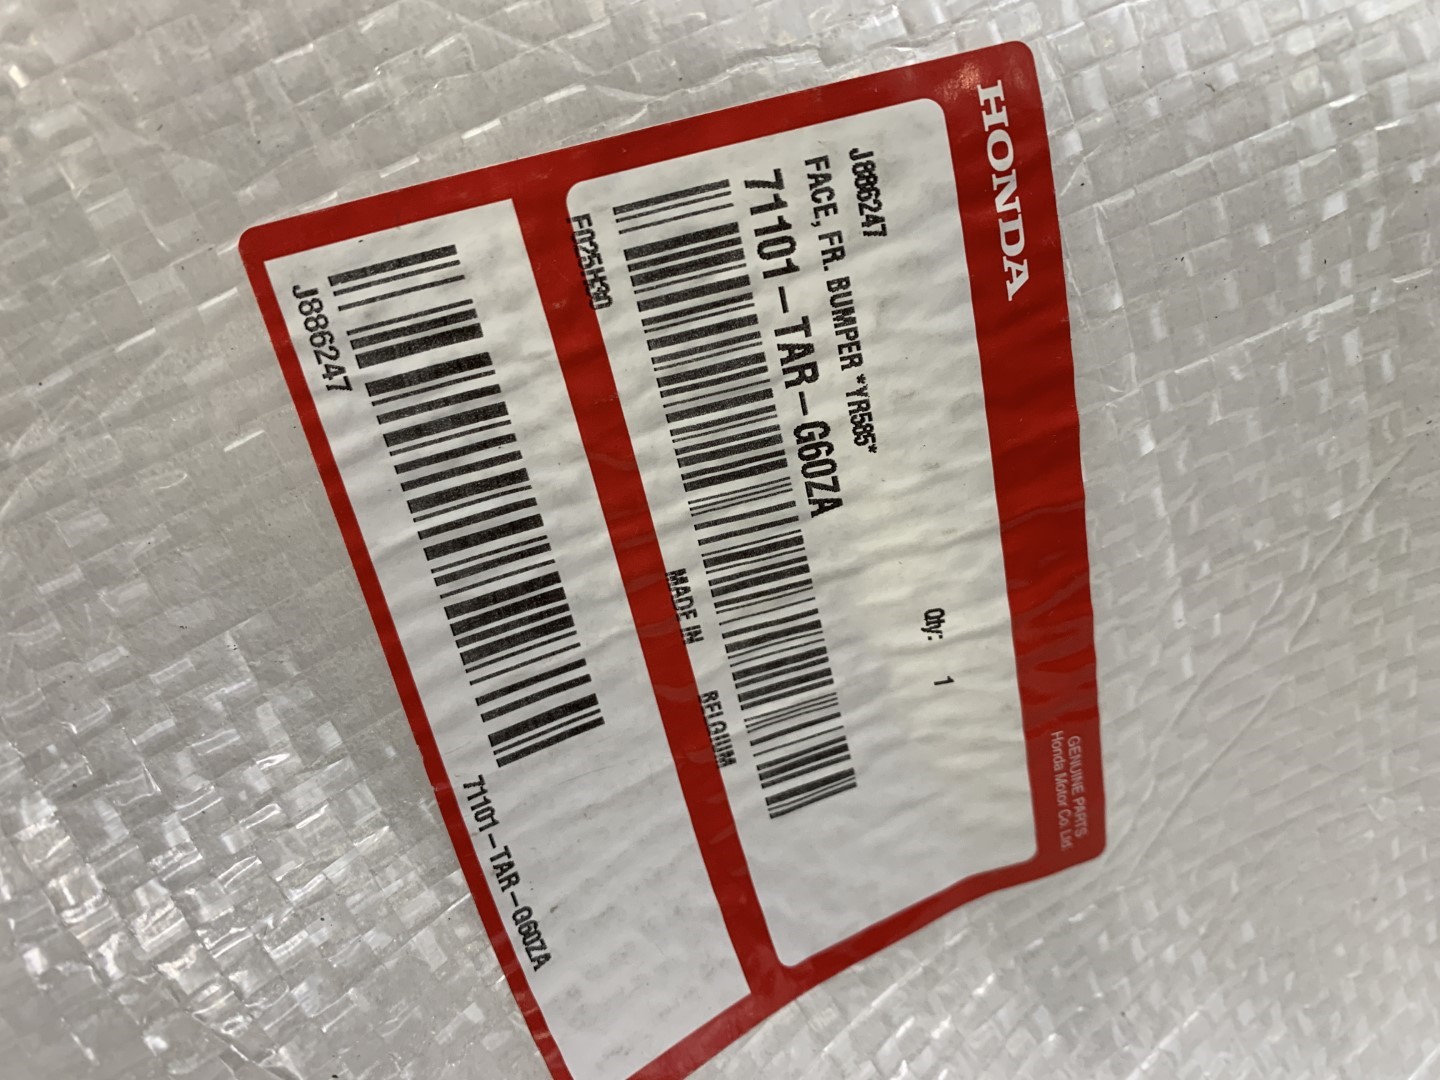 HONDA
GENUINE PARTS
Honda Motor Co. Ltd.
J886247
FACE, FR. BUMPER *YR585*
71101-TAR-G60ZA
Qty: 1
E025H30
MADE IN BELGIUM
J886247
71101-TAR-G60ZA